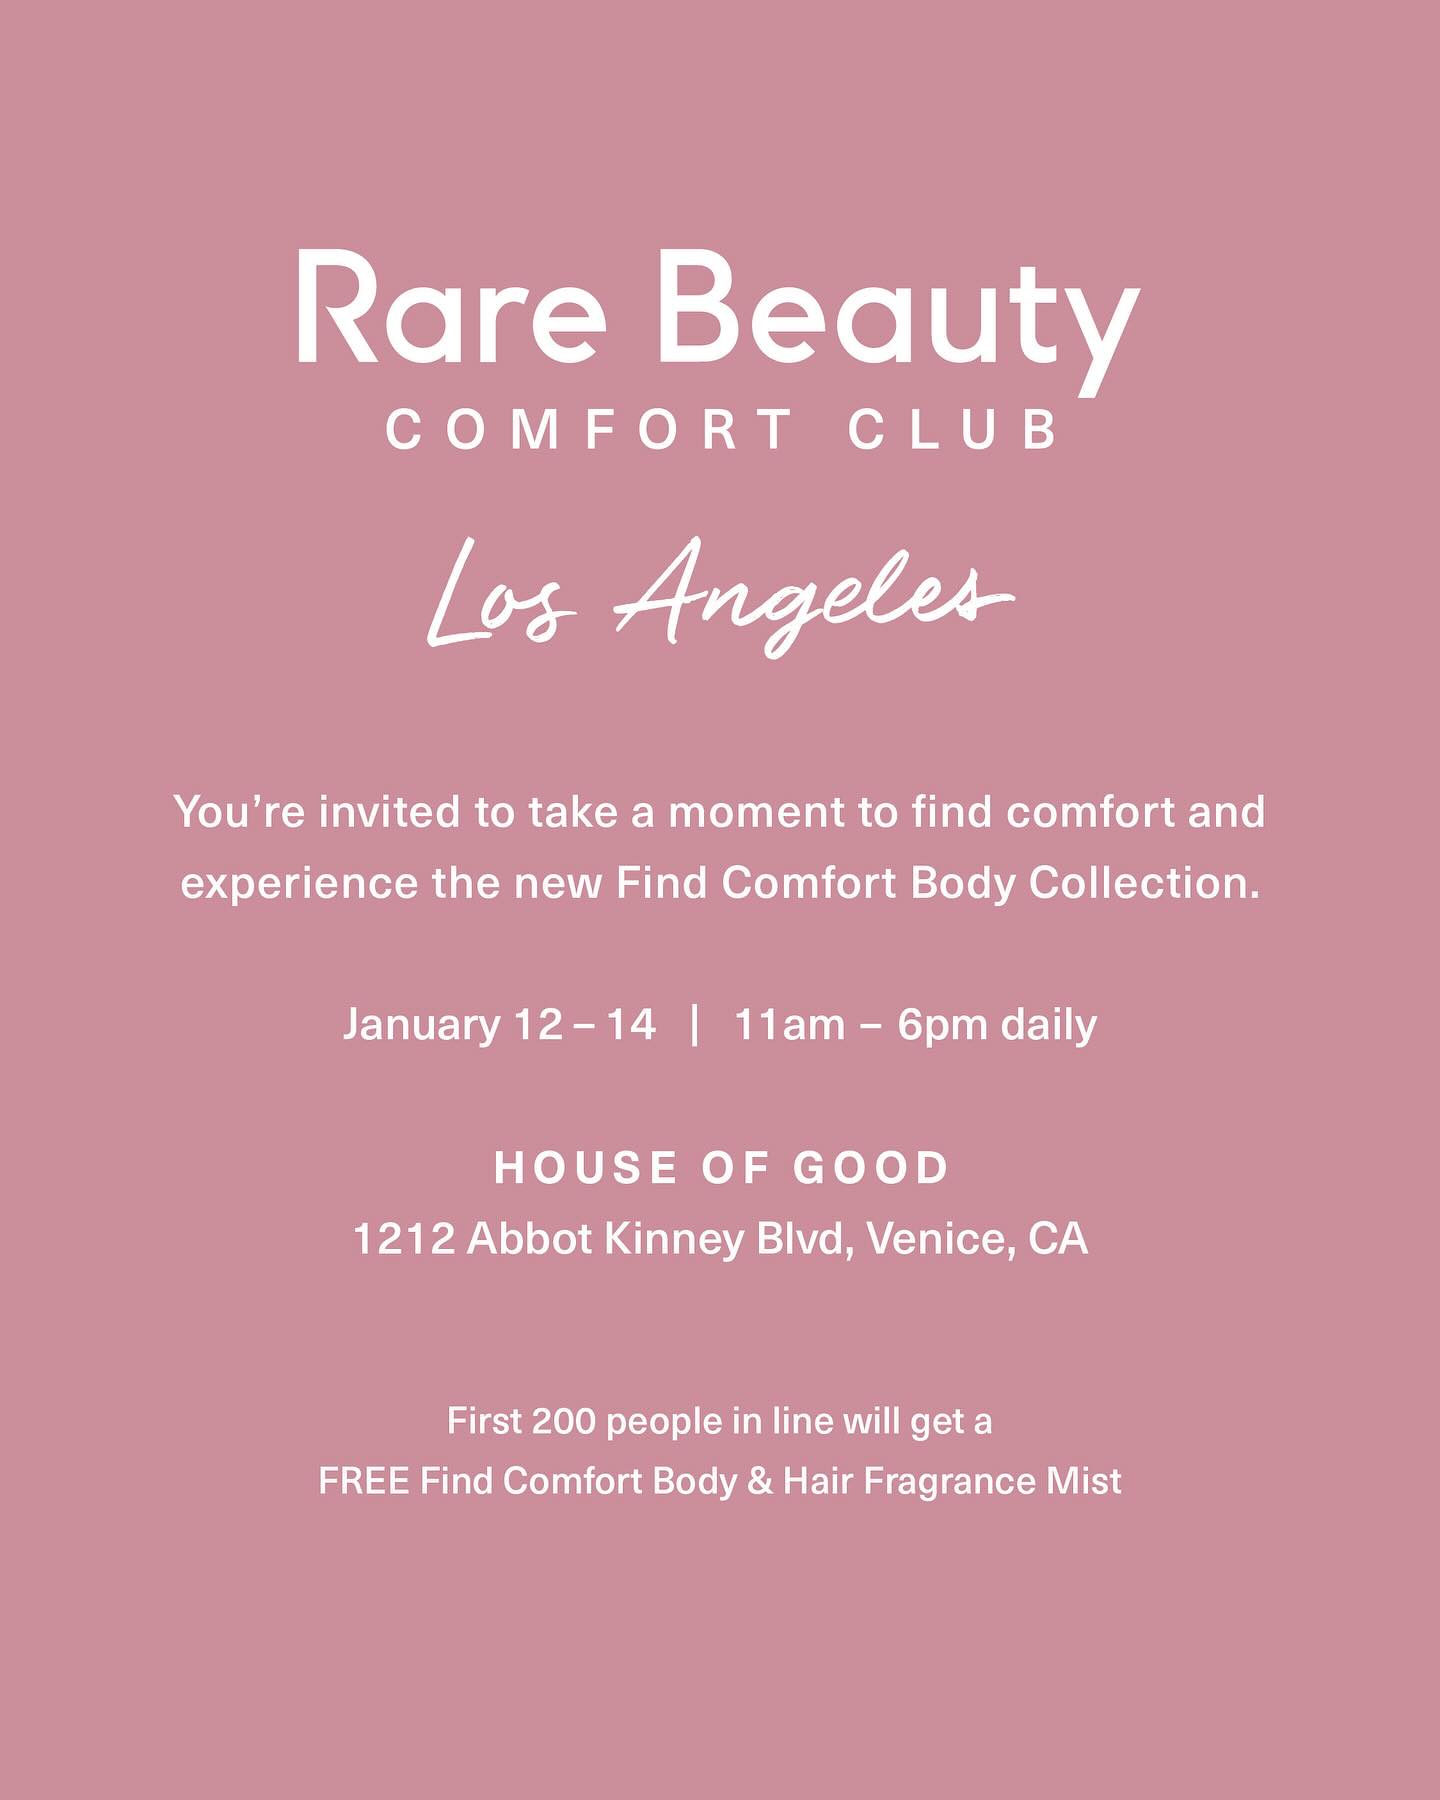 Rare Beauty
COMFORT CLUB
Los Angeles
You’re invited to take a moment to find comfort and
experience the new Find Comfort Body Collection.
January 12 – 14 | 11am – 6pm daily
HOUSE OF GOOD
1212 Abbot Kinney Blvd, Venice, CA
First 200 people in line will get a
FREE Find Comfort Body & Hair Fragrance Mist